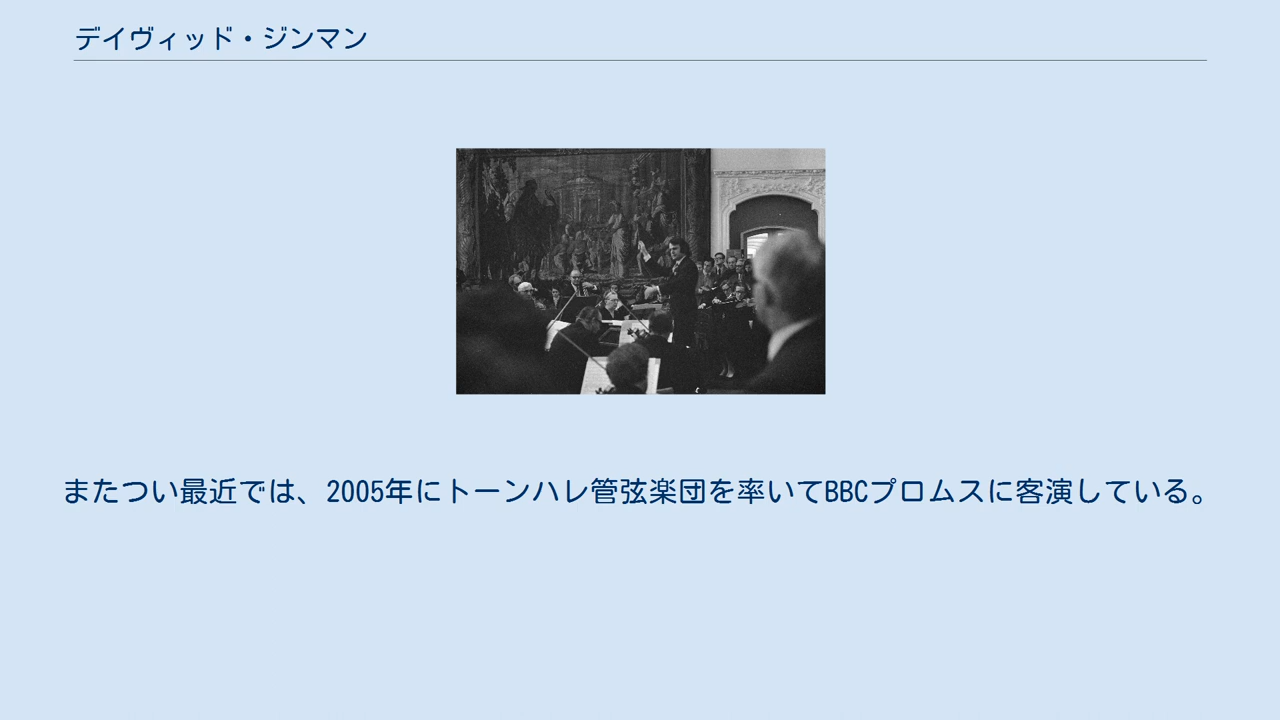 デイヴィッド・ジンマン
またつい最近では、2005年にトーンハレ管弦楽団を率いてBBCプロムスに客演している。